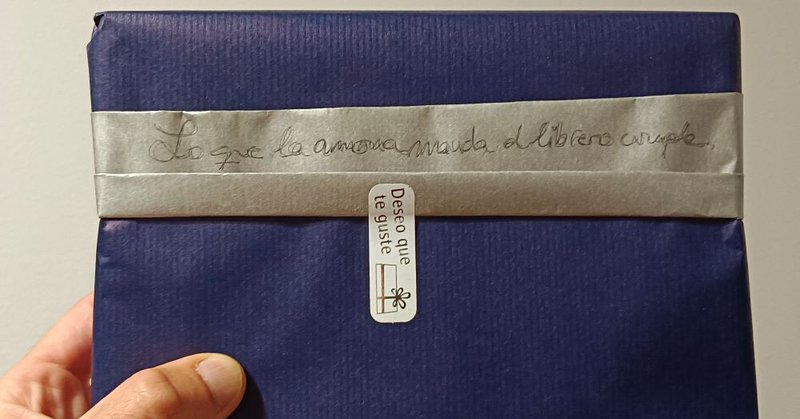 Lo que la amona manda el librero cumple.
Deseo que
te guste